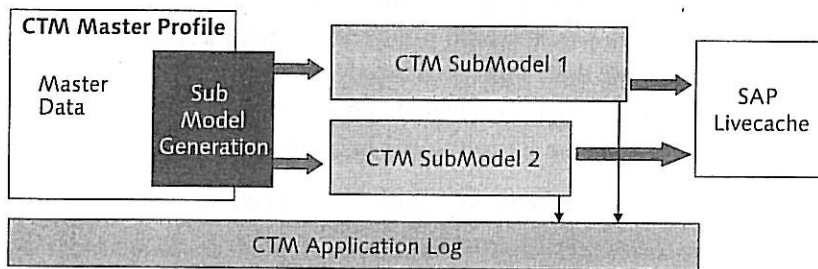 CTM Master Profile
Master
Data
Sub
Model
Generation
CTM SubModel 1
CTM SubModel 2
SAP
Livecache
CTM Application Log